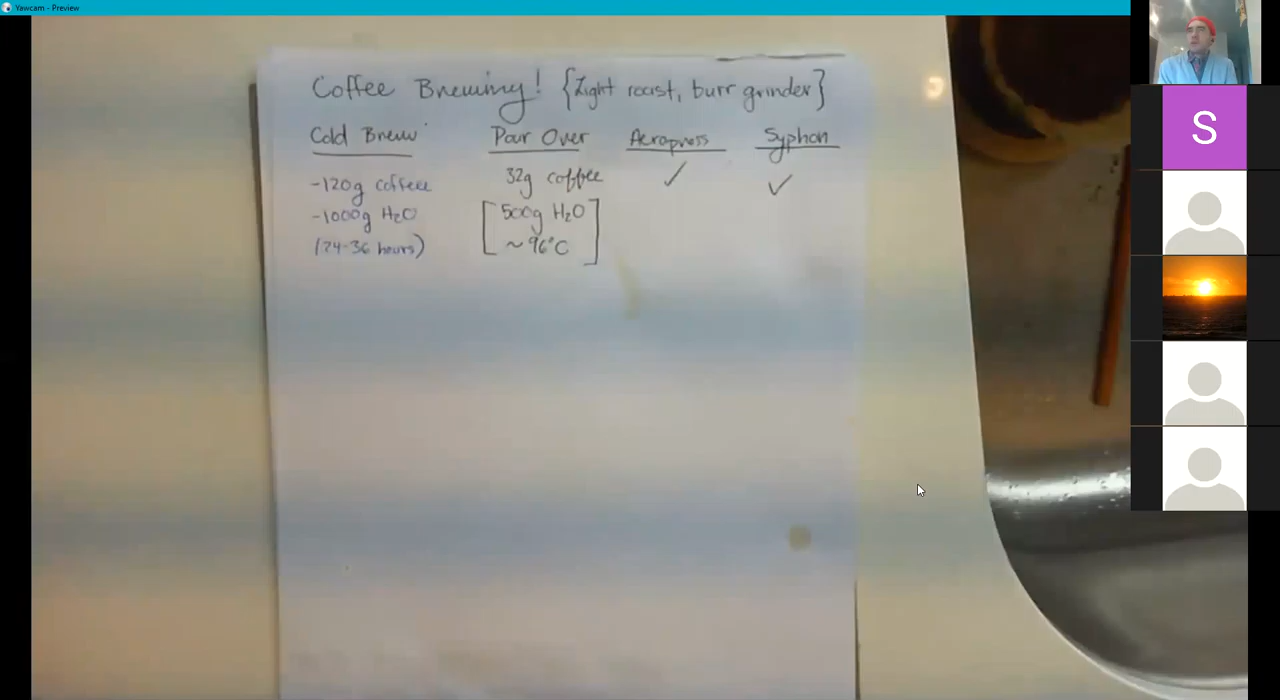 Yawcam - Preview
Coffee Brewing! {Light roast, burr grinder}
Cold Brew Pour Over Aeropress Syphon
-120g coffee 32g coffee ✓ ✓
-1000g H₂O [500g H₂O
(24-36 hours) ~96°C]
S